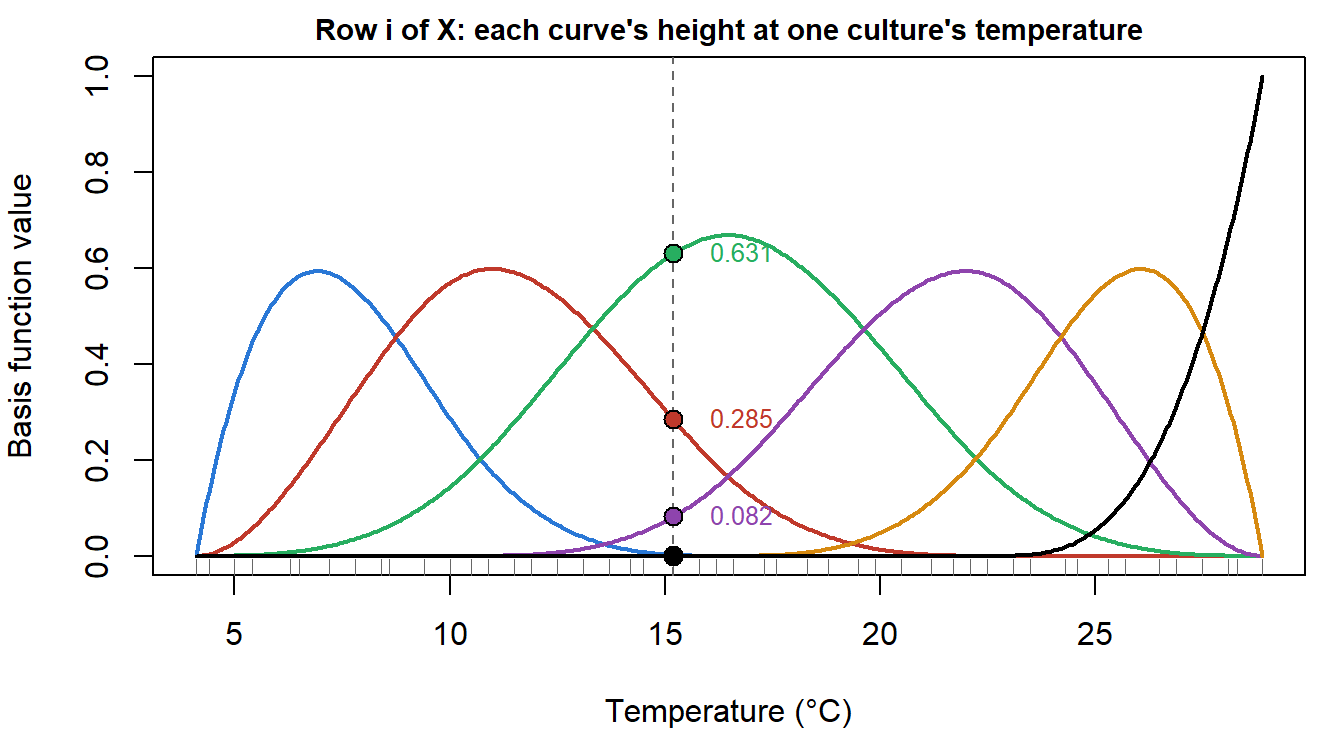 Row i of X: each curve's height at one culture's temperature
Basis function value
1.0
0.8
0.6
0.4
0.2
0.0
0.631
0.285
0.082
5 10 15 20 25
Temperature (°C)